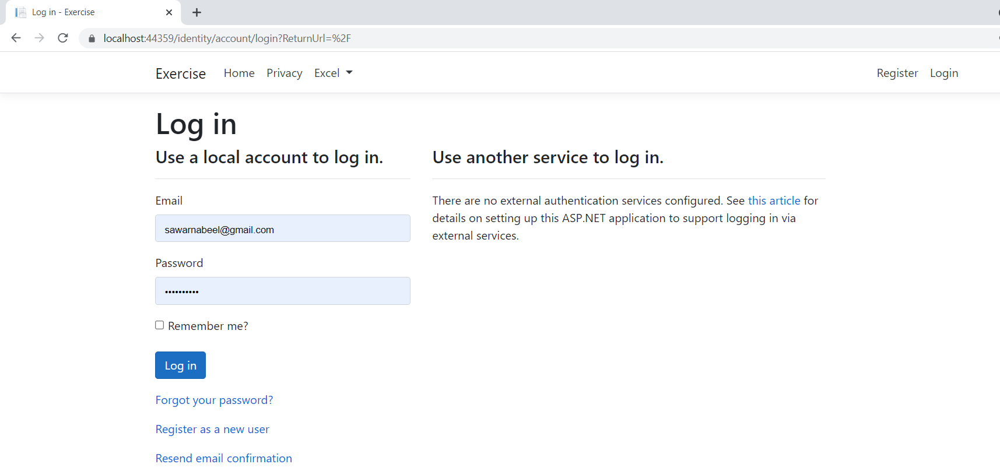 Log in - Exercise
localhost:44359/identity/account/login?ReturnUrl=%2F
Exercise Home Privacy Excel Register Login
Log in
Use a local account to log in.
Email
sawarnabeel@gmail.com
Password
••••••••••
Remember me?
Log in
Forgot your password?
Register as a new user
Resend email confirmation
Use another service to log in.
There are no external authentication services configured. See this article for
details on setting up this ASP.NET application to support logging in via
external services.